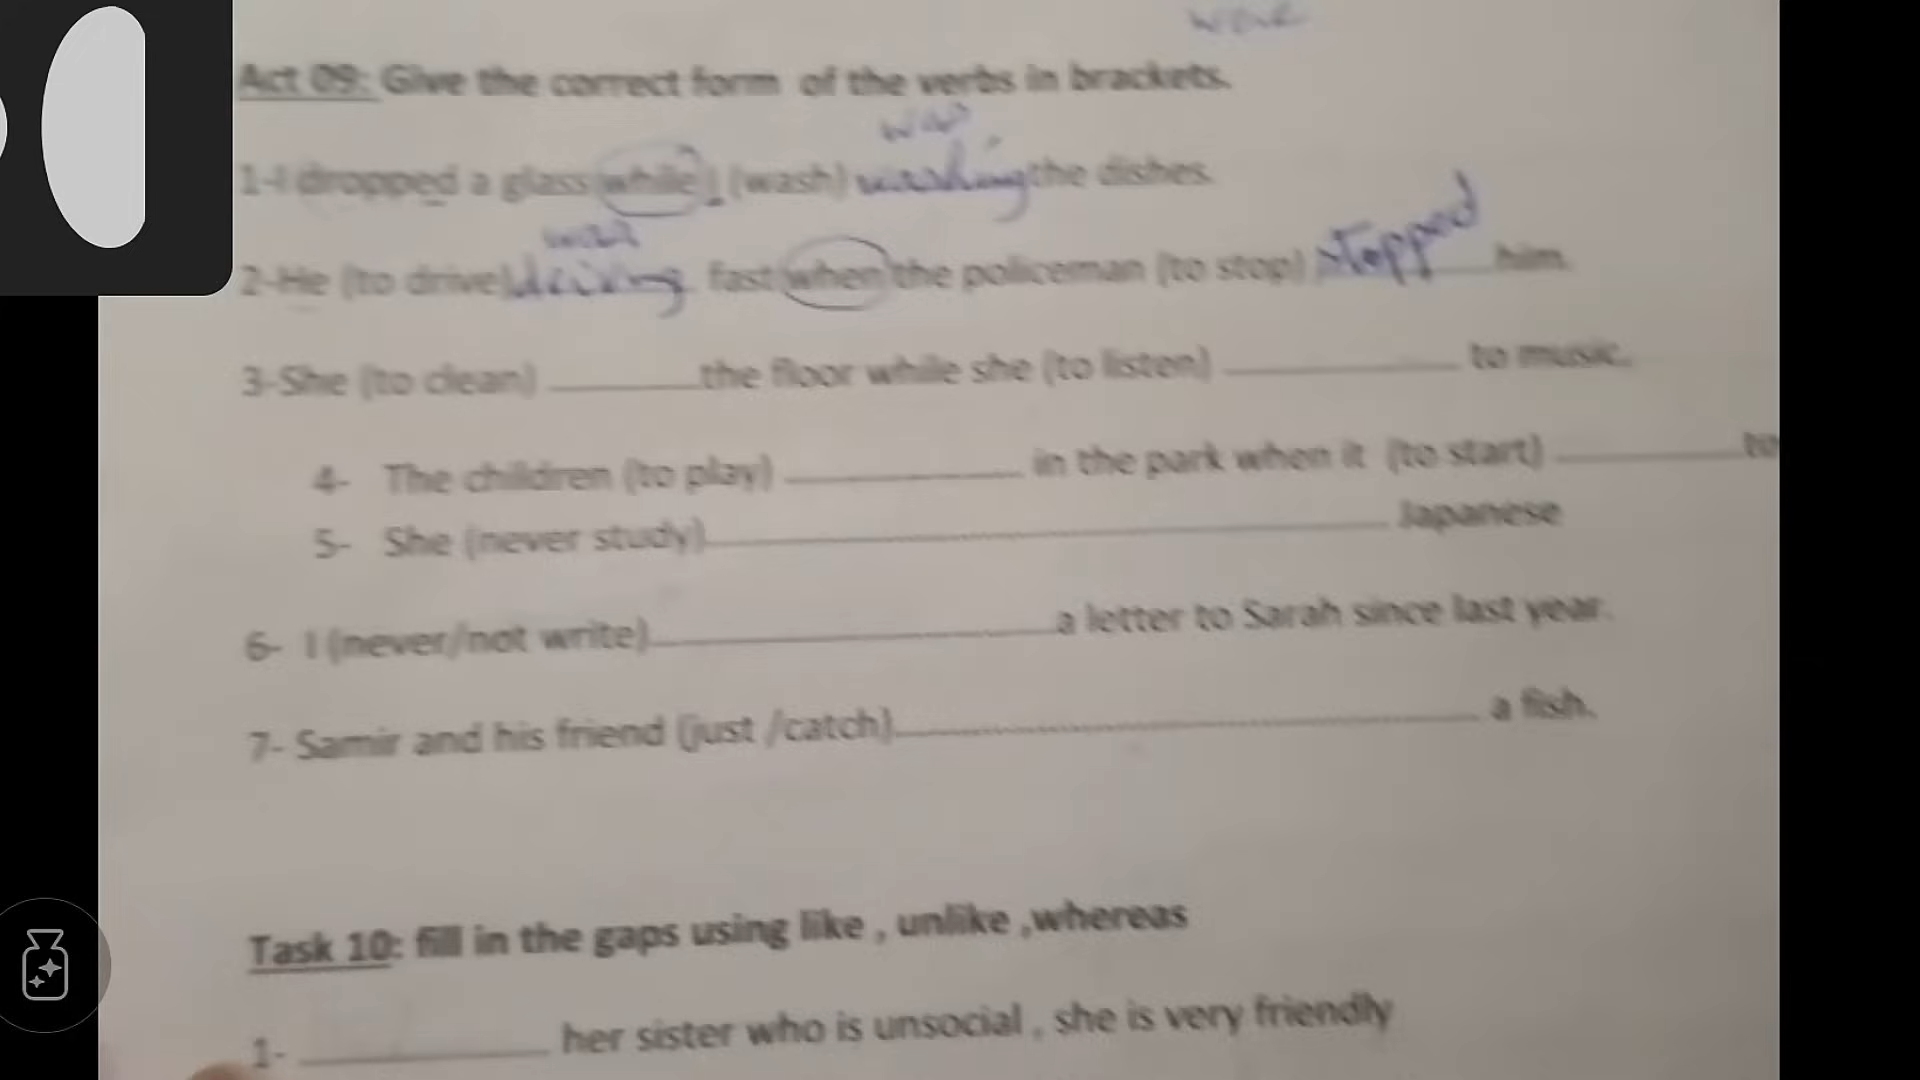 Act 09: Give the correct form of the verbs in brackets.
was
1-I dropped a glass while I (wash) washing the dishes.
was
2-He (to drive) driving fast when the policeman (to stop) stopped him.
3-She (to clean) ________ the floor while she (to listen) ____________ to music.
4- The children (to play) ____________ in the park when it (to start) __________
5- She (never study)........................................ Japanese
6- I (never/not write)........................................ a letter to Sarah since last year.
7- Samir and his friend (just /catch)........................................ a fish.
Task 10: fill in the gaps using like , unlike ,whereas
1- ______________ her sister who is unsocial , she is very friendly